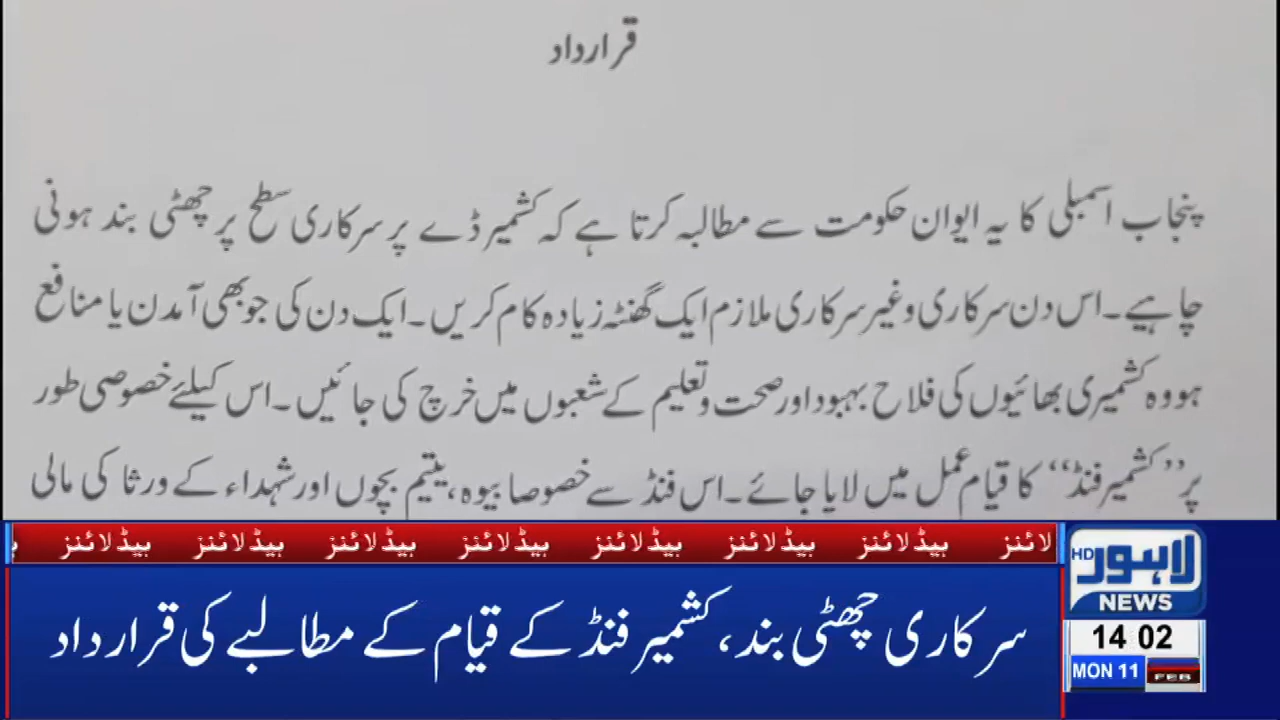 قرارداد
پنجاب اسمبلی کا یہ ایوان حکومت سے مطالبہ کرتا ہے کہ کشمیر ڈے پر سرکاری سطح پر چھٹی بند ہونی
چاہیے۔ اس دن سرکاری و غیر سرکاری ملازم ایک گھنٹہ زیادہ کام کریں۔ ایک دن کی جو بھی آمدن یا منافع
ہو وہ کشمیری بھائیوں کی فلاح بہبود اور صحت و تعلیم کے شعبوں میں خرچ کی جائیں۔ اس کیلئے خصوصی طور
پر ”کشمیر فنڈ“ کا قیام عمل میں لایا جائے۔ اس فنڈ سے خصوصا بیوہ، یتیم بچوں اور شہداء کے ورثا کی مالی
لائنز ہیڈلائنز ہیڈلائنز ہیڈلائنز ہیڈلائنز ہیڈلائنز ہیڈلائنز ہیڈلائنز
سرکاری چھٹی بند، کشمیر فنڈ کے قیام کے مطالبے کی قرارداد
لاہور HD
NEWS
14 02
MON 11 FEB